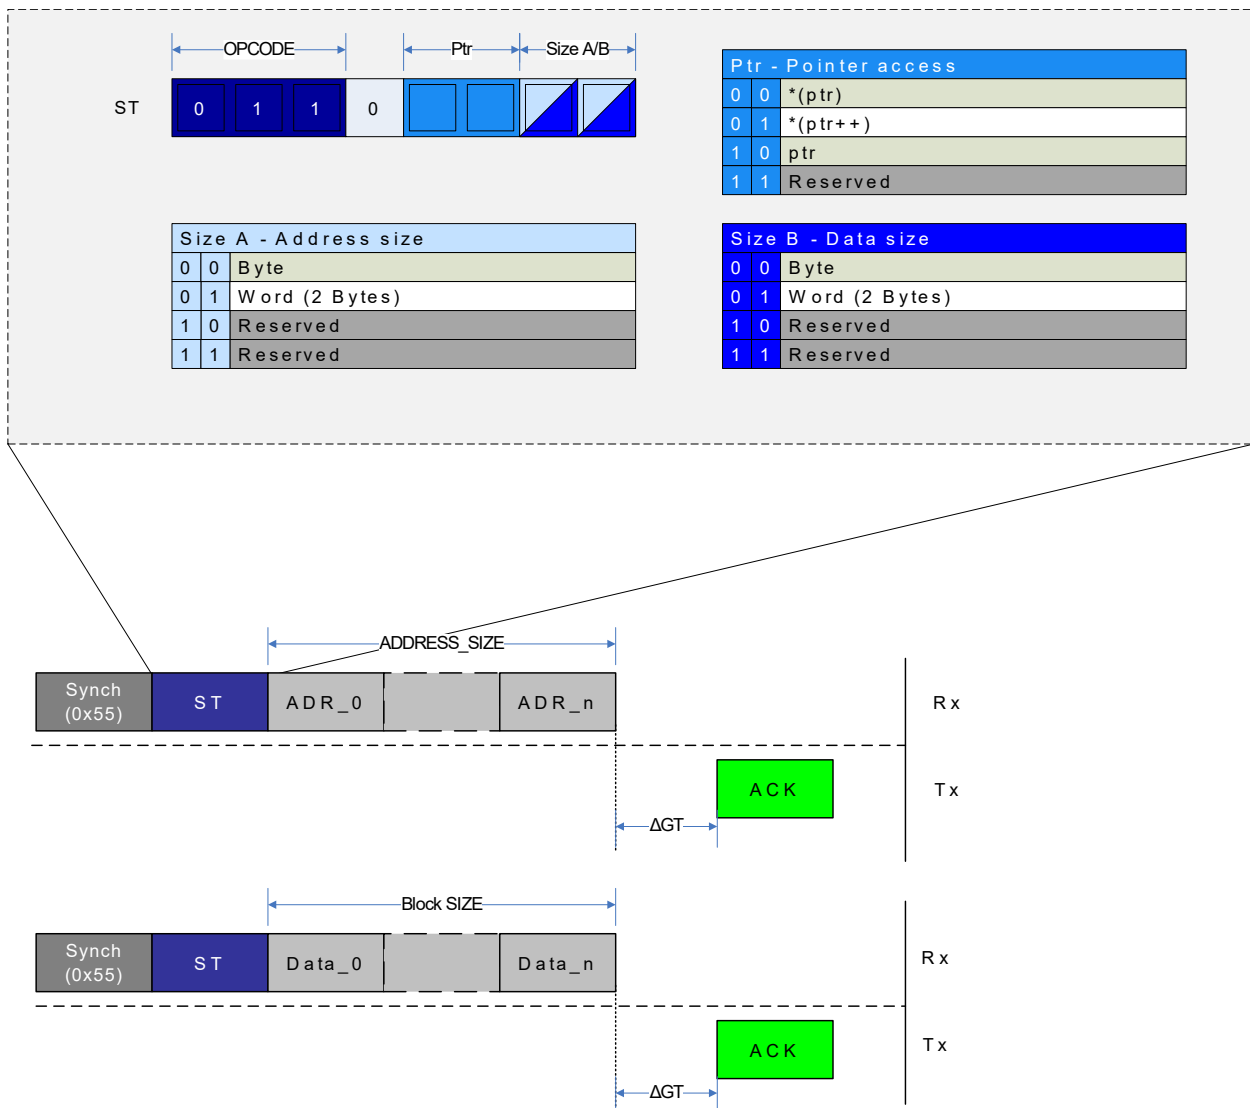 OPCODE Ptr Size A/B
ST 0 1 1 0
Ptr - Pointer access
0 0 *(ptr)
0 1 *(ptr++)
1 0 ptr
1 1 Reserved
Size A - Address size
0 0 Byte
0 1 Word (2 Bytes)
1 0 Reserved
1 1 Reserved
Size B - Data size
0 0 Byte
0 1 Word (2 Bytes)
1 0 Reserved
1 1 Reserved
ADDRESS_SIZE
Synch
(0x55)
ST ADR_0 ADR_n Rx
ACK Tx
ΔGT
Block SIZE
Synch
(0x55)
ST Data_0 Data_n Rx
ACK Tx
ΔGT